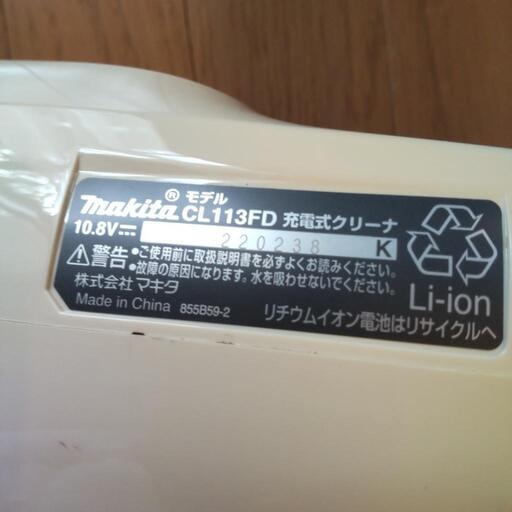 makita® モデル CL113FD 充電式クリーナ
10.8V⎓ 220238 K
⚠警告 •ご使用前に取扱説明書を必ずよくお読みください。
•故障の原因になります。水を吸わせないでください。
株式会社 マキタ
Made in China 855B59-2
Li-ion
リチウムイオン電池はリサイクルへ